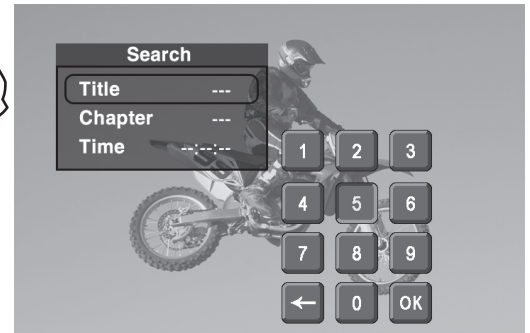 Search
Title ---
Chapter ---
Time --:--:--
1 2 3
4 5 6
7 8 9
← 0 OK